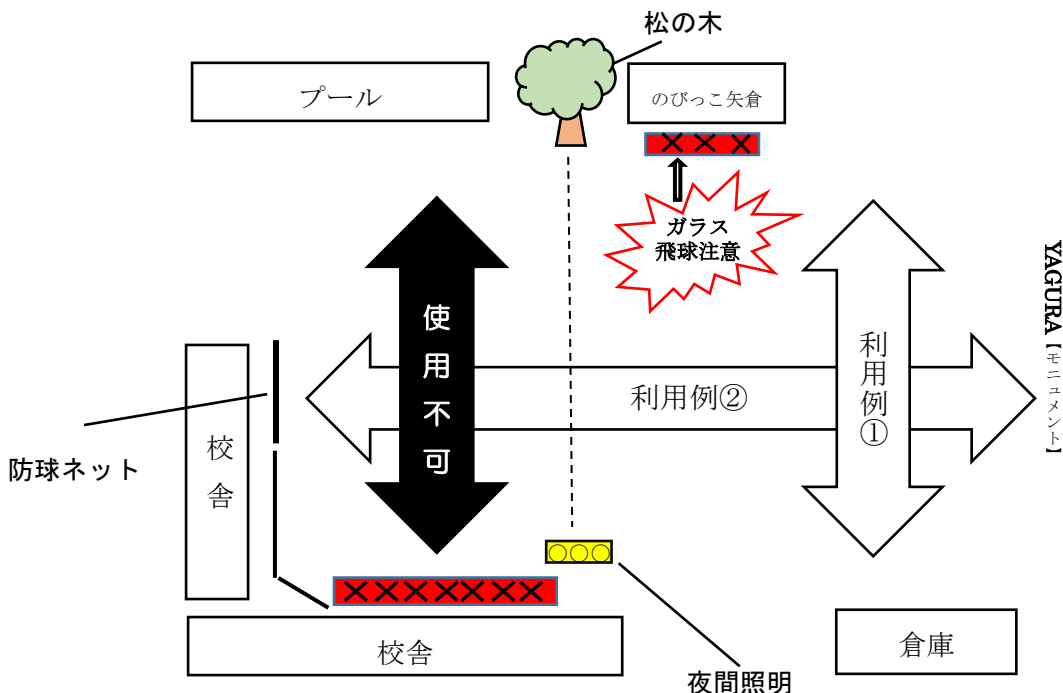 松の木
プール
のびっこ矢倉
ガラス
飛球注意
YAGURA【モニュメント】
使用不可
利用例①
利用例②
校舎
防球ネット
校舎
倉庫
夜間照明